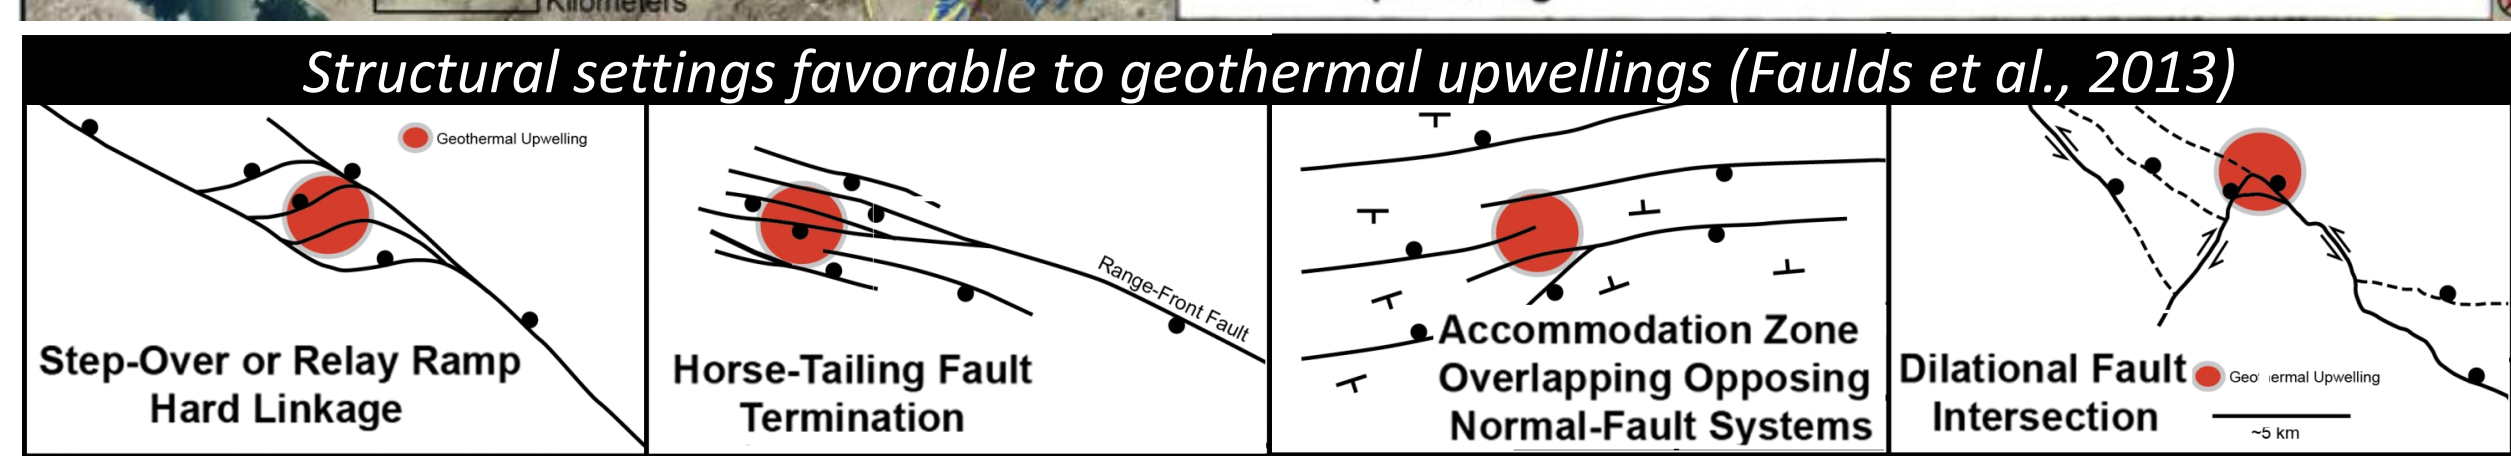 Kilometers
Structural settings favorable to geothermal upwellings (Faulds et al., 2013)
Geothermal Upwelling
Step-Over or Relay Ramp
Hard Linkage
Range-Front Fault
Horse-Tailing Fault
Termination
Accommodation Zone
Overlapping Opposing
Normal-Fault Systems
Dilational Fault
Intersection
Geothermal Upwelling
~5 km